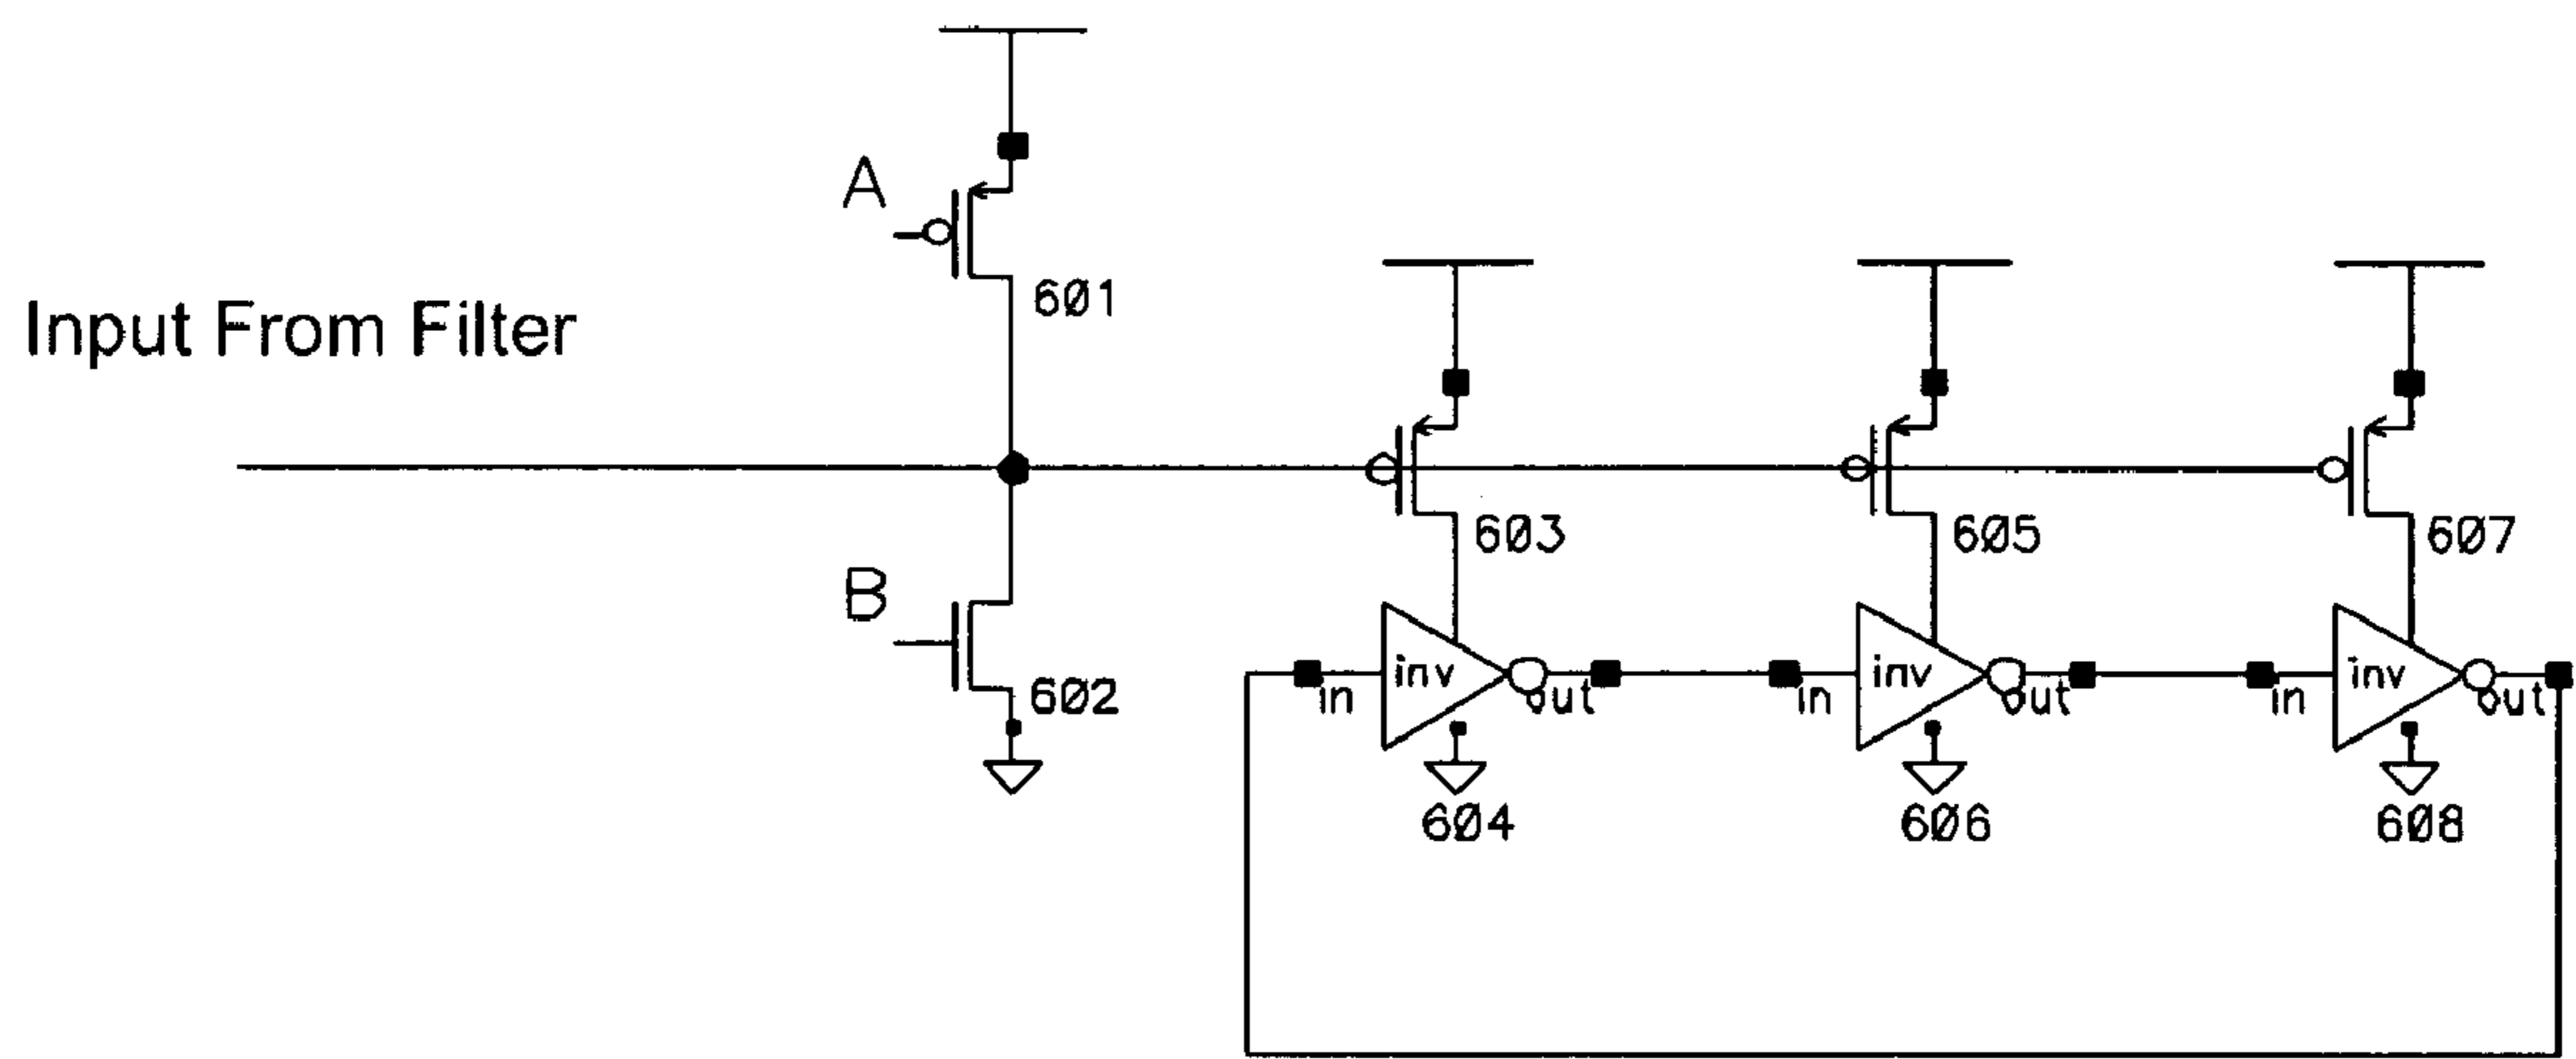 A
601
Input From Filter
603
605
607
B
602
inv
inv
inv
in
out
in
out
in
out
604
606
608